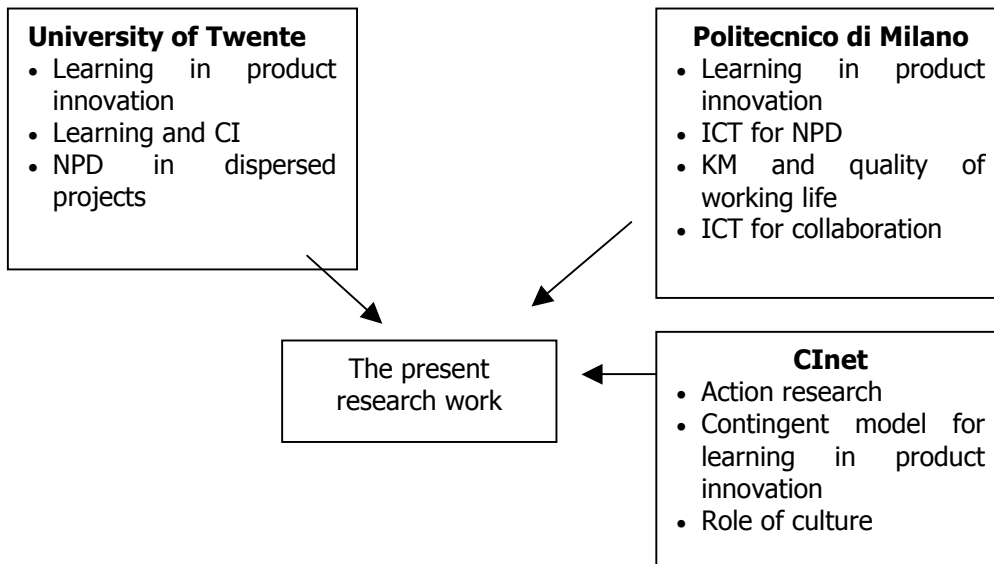 University of Twente
• Learning in product
innovation
• Learning and CI
• NPD in dispersed
projects
Politecnico di Milano
• Learning in product
innovation
• ICT for NPD
• KM and quality of
working life
• ICT for collaboration
The present
research work
CInet
• Action research
• Contingent model for
learning in product
innovation
• Role of culture